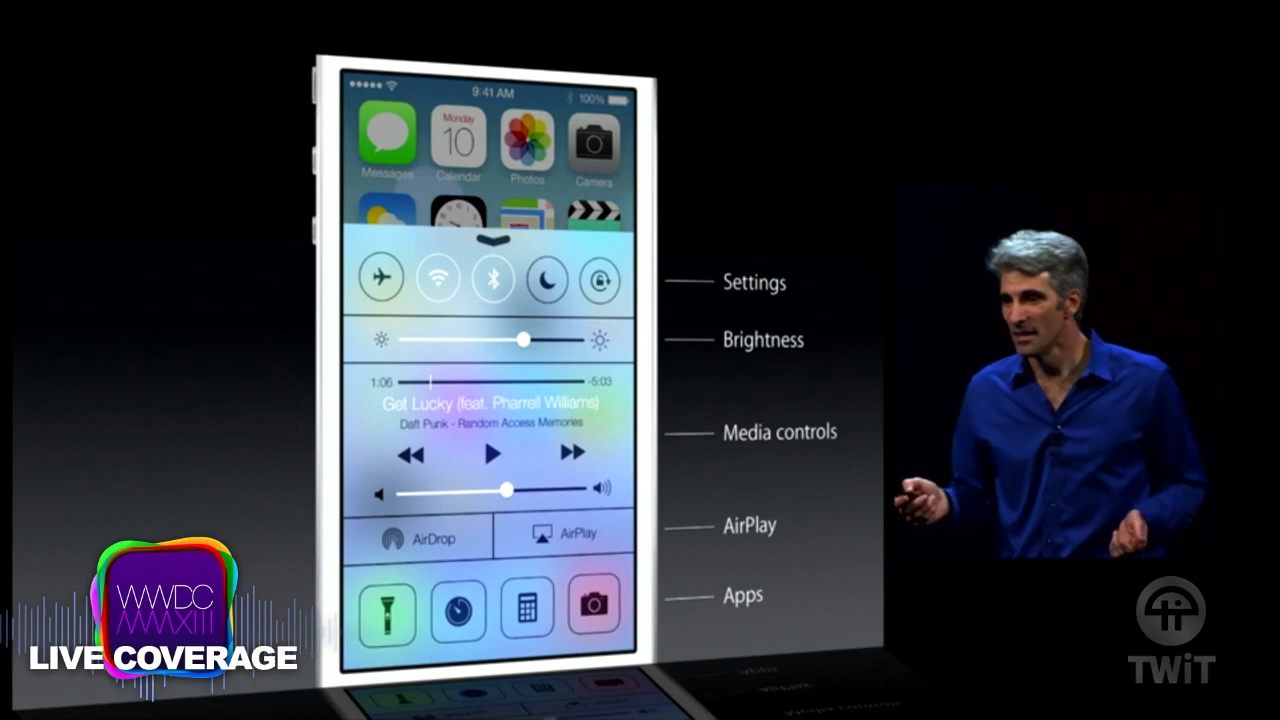 9:41 AM
100%
Monday
10
Messages
Calendar
Photos
Camera
Settings
Brightness
1:06
-5:03
Get Lucky (feat. Pharrell Williams)
Daft Punk - Random Access Memories
Media controls
AirDrop
AirPlay
AirPlay
Apps
WWDC
MMXIII
LIVE COVERAGE
TWiT